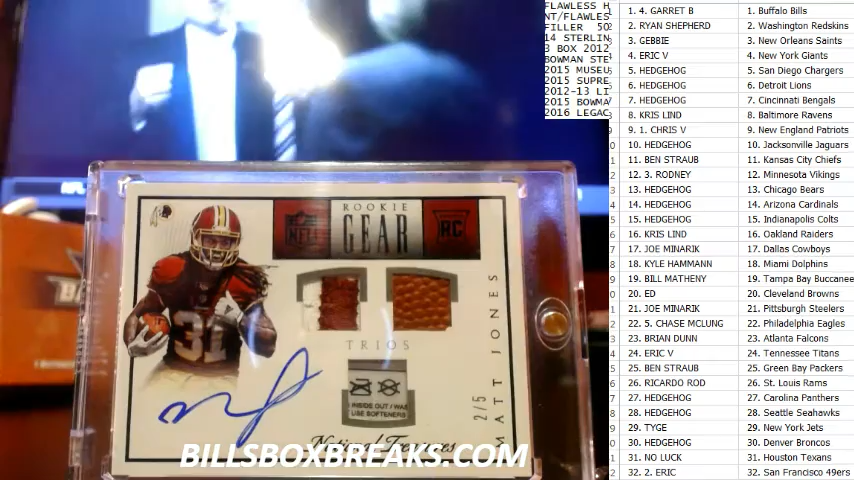 FLAWLESS H
NT/FLAWLES
FILLER 50
14 STERLIN
3 BOX 2012
BOWMAN STE
2015 MUSEU
2015 SUPRE
2012-13 LI
2015 BOWMA
2016 LEGAC
1. 4. GARRET B
2. RYAN SHEPHERD
3. GEBBIE
4. ERIC V
5. HEDGEHOG
6. HEDGEHOG
7. HEDGEHOG
8. KRIS LIND
9. 1. CHRIS V
10. HEDGEHOG
11. BEN STRAUB
12. 3. RODNEY
13. HEDGEHOG
14. HEDGEHOG
15. HEDGEHOG
16. KRIS LIND
17. JOE MINARIK
18. KYLE HAMMANN
19. BILL MATHENY
20. ED
21. JOE MINARIK
22. 5. CHASE MCLUNG
23. BRIAN DUNN
24. ERIC V
25. BEN STRAUB
26. RICARDO ROD
27. HEDGEHOG
28. HEDGEHOG
29. TYGE
30. HEDGEHOG
31. NO LUCK
32. 2. ERIC
1. Buffalo Bills
2. Washington Redskins
3. New Orleans Saints
4. New York Giants
5. San Diego Chargers
6. Detroit Lions
7. Cincinnati Bengals
8. Baltimore Ravens
9. New England Patriots
10. Jacksonville Jaguars
11. Kansas City Chiefs
12. Minnesota Vikings
13. Chicago Bears
14. Arizona Cardinals
15. Indianapolis Colts
16. Oakland Raiders
17. Dallas Cowboys
18. Miami Dolphins
19. Tampa Bay Buccanee
20. Cleveland Browns
21. Pittsburgh Steelers
22. Philadelphia Eagles
23. Atlanta Falcons
24. Tennessee Titans
25. Green Bay Packers
26. St. Louis Rams
27. Carolina Panthers
28. Seattle Seahawks
29. New York Jets
30. Denver Broncos
31. Houston Texans
32. San Francisco 49ers
ROOKIE
GEAR
NFL
RC
TRIOS
31
INSIDE OUT / WAS
USE SOFTENERS
2/5
MATT JONES
National Treasures
BILLSBOXBREAKS.COM